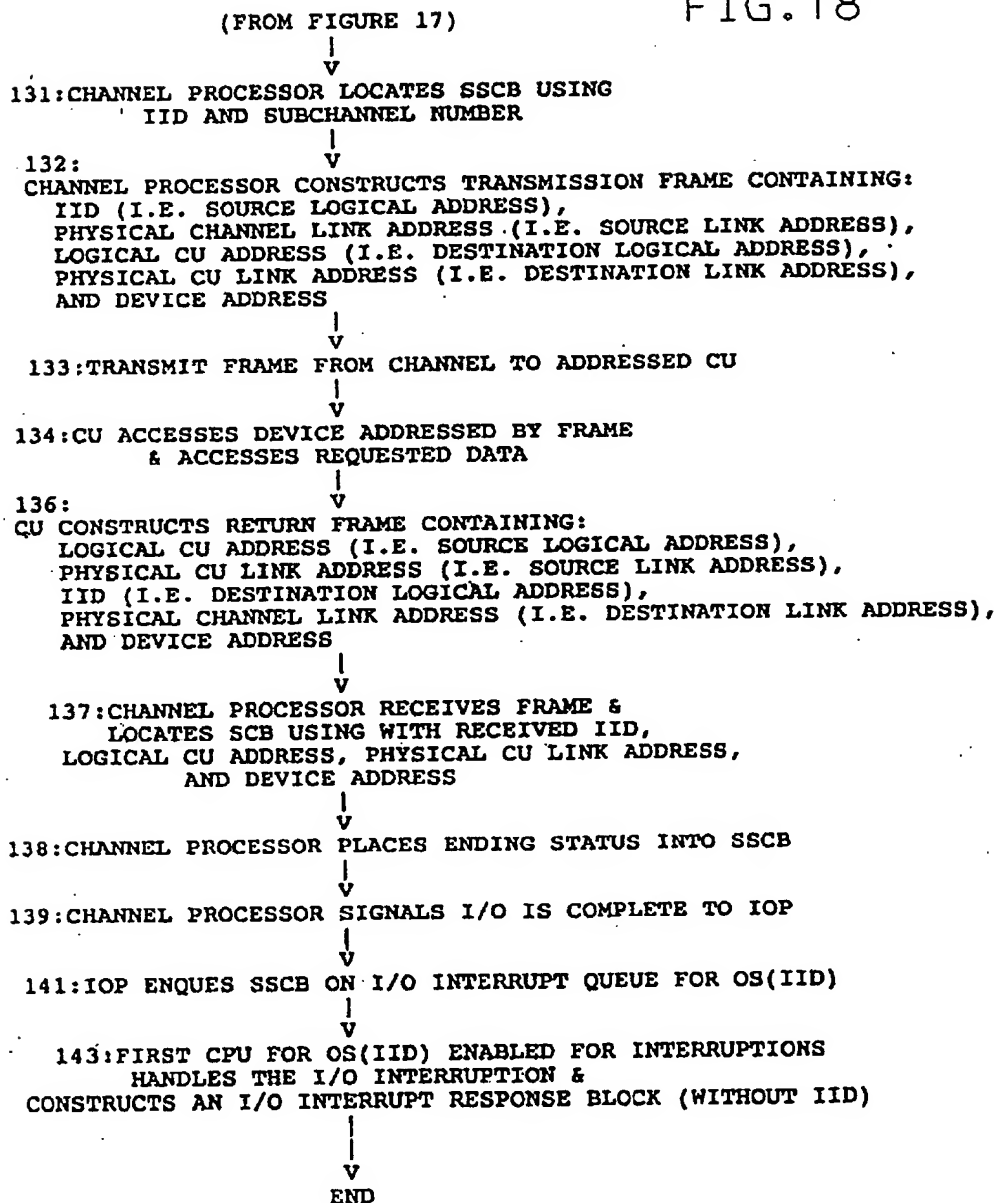 FIG. 18
(FROM FIGURE 17)
131:CHANNEL PROCESSOR LOCATES SSCB USING
IID AND SUBCHANNEL NUMBER
132:
CHANNEL PROCESSOR CONSTRUCTS TRANSMISSION FRAME CONTAINING:
IID (I.E. SOURCE LOGICAL ADDRESS),
PHYSICAL CHANNEL LINK ADDRESS (I.E. SOURCE LINK ADDRESS),
LOGICAL CU ADDRESS (I.E. DESTINATION LOGICAL ADDRESS),
PHYSICAL CU LINK ADDRESS (I.E. DESTINATION LINK ADDRESS),
AND DEVICE ADDRESS
133:TRANSMIT FRAME FROM CHANNEL TO ADDRESSED CU
134:CU ACCESSES DEVICE ADDRESSED BY FRAME
& ACCESSES REQUESTED DATA
136:
CU CONSTRUCTS RETURN FRAME CONTAINING:
LOGICAL CU ADDRESS (I.E. SOURCE LOGICAL ADDRESS),
PHYSICAL CU LINK ADDRESS (I.E. SOURCE LINK ADDRESS),
IID (I.E. DESTINATION LOGICAL ADDRESS),
PHYSICAL CHANNEL LINK ADDRESS (I.E. DESTINATION LINK ADDRESS),
AND DEVICE ADDRESS
137:CHANNEL PROCESSOR RECEIVES FRAME &
LOCATES SCB USING WITH RECEIVED IID,
LOGICAL CU ADDRESS, PHYSICAL CU LINK ADDRESS,
AND DEVICE ADDRESS
138:CHANNEL PROCESSOR PLACES ENDING STATUS INTO SSCB
139:CHANNEL PROCESSOR SIGNALS I/O IS COMPLETE TO IOP
141:IOP ENQUES SSCB ON I/O INTERRUPT QUEUE FOR OS(IID)
143:FIRST CPU FOR OS(IID) ENABLED FOR INTERRUPTIONS
HANDLES THE I/O INTERRUPTION &
CONSTRUCTS AN I/O INTERRUPT RESPONSE BLOCK (WITHOUT IID)
END